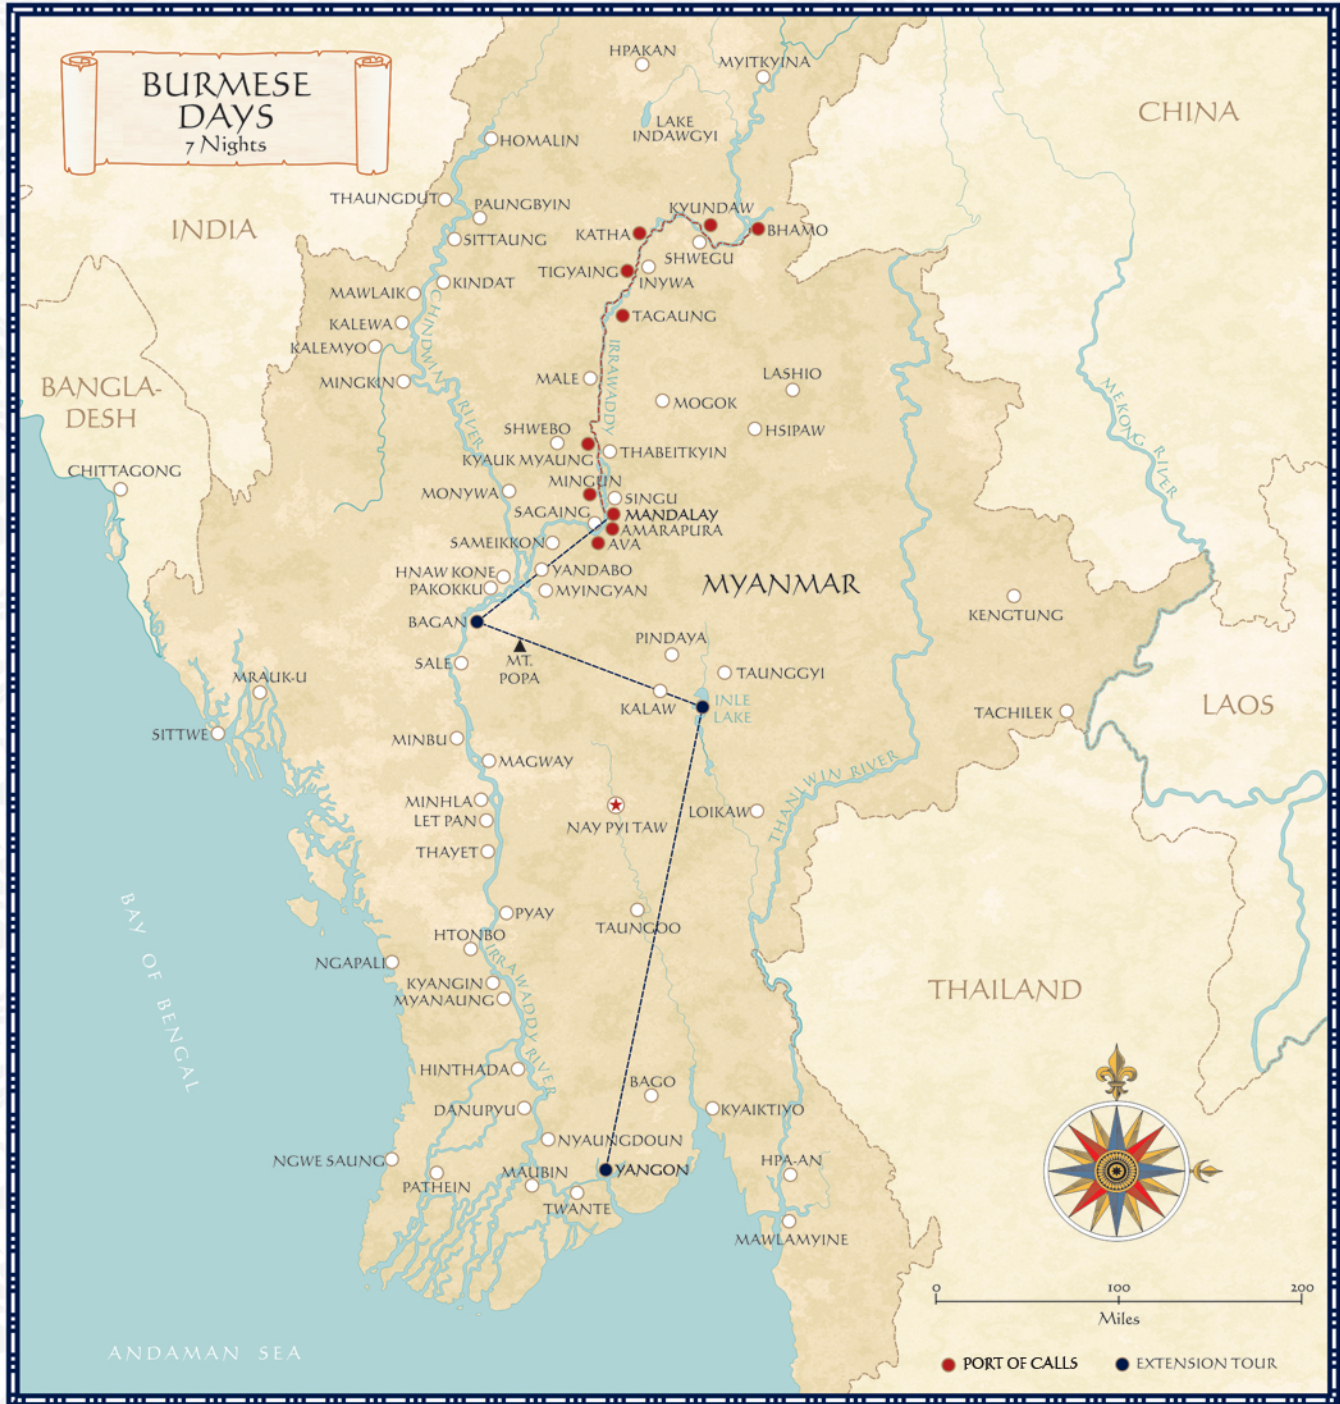 BURMESE
DAYS
7 Nights
HPAKAN
MYITKYINA
CHINA
LAKE
INDAWGYI
HOMALIN
THAUNGDUT
PAUNGBYIN
KYUNDAW
INDIA
SITTAUNG
KATHA
BHAMO
SHWEGU
TIGYAING
INYWA
KINDAT
MAWLAIK
CHINDWIN RIVER
TAGAUNG
KALEWA
KALEMYO
IRRAWADDY
MINGKIN
MALE
LASHIO
BANGLA-
DESH
MOGOK
MEKONG RIVER
SHWEBO
HSIPAW
KYAUK MYAUNG
THABEITKYIN
CHITTAGONG
MINGUN
MONYWA
SINGU
SAGAING
MANDALAY
AMARAPURA
SAMEIKKON
AVA
HNAW KONE
YANDABO
PAKOKKU
MYINGYAN
MYANMAR
KENGTUNG
BAGAN
PINDAYA
SALE
MT.
POPA
TAUNGGYI
MRAUK-U
KALAW
INLE
LAKE
TACHILEK
LAOS
SITTWE
MINBU
MAGWAY
THANLWIN RIVER
MINHLA
LET PAN
NAY PYI TAW
LOIKAW
THAYET
BAY OF BENGAL
PYAY
TAUNGOO
HTONBO
NGAPALI
IRRAWADDY RIVER
KYANGIN
MYANAUNG
THAILAND
HINTHADA
BAGO
DANUPYU
KYAIKTIYO
NYAUNGDOUN
NGWE SAUNG
PATHEIN
MAUBIN
YANGON
HPA-AN
TWANTE
MAWLAMYINE
0 100 200
Miles
ANDAMAN SEA
PORT OF CALLS
EXTENSION TOUR